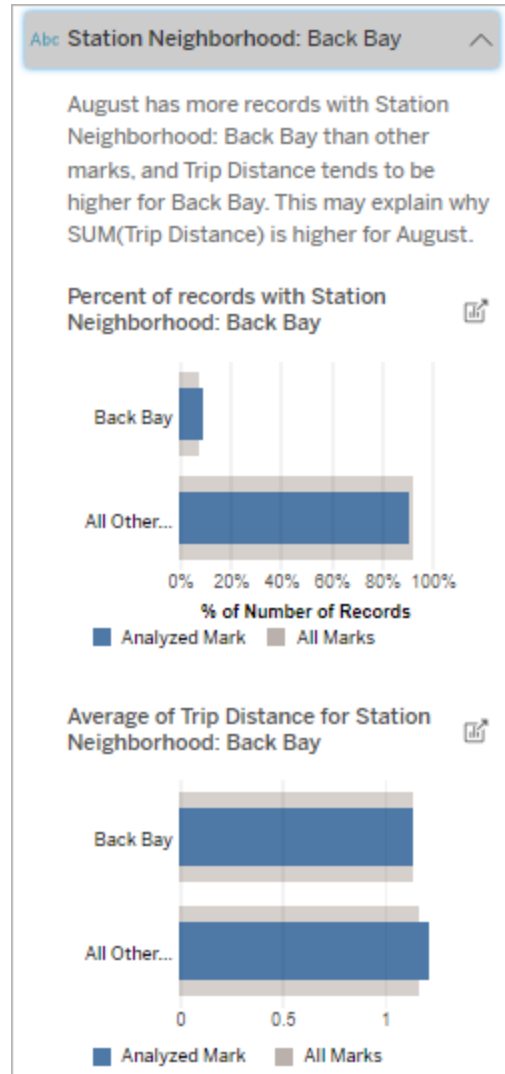 Abc Station Neighborhood: Back Bay
August has more records with Station
Neighborhood: Back Bay than other
marks, and Trip Distance tends to be
higher for Back Bay. This may explain why
SUM(Trip Distance) is higher for August.
Percent of records with Station
Neighborhood: Back Bay
Back Bay
All Other...
0% 20% 40% 60% 80% 100%
% of Number of Records
Analyzed Mark All Marks
Average of Trip Distance for Station
Neighborhood: Back Bay
Back Bay
All Other...
0 0.5 1
Analyzed Mark All Marks